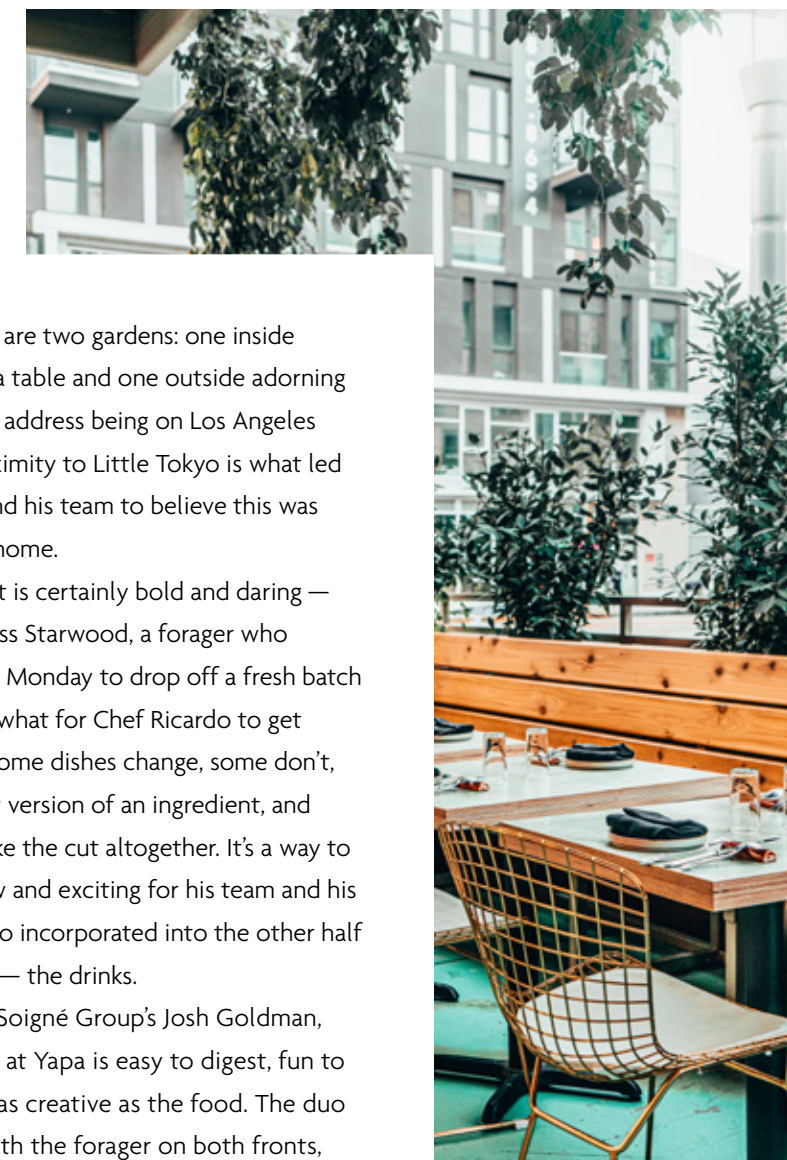 8654
are two gardens: one inside
a table and one outside adorning
address being on Los Angeles
to Little Tokyo is what led
his team to believe this was
home.
is certainly bold and daring —
Starwood, a forager who
Monday to drop off a fresh batch
what for Chef Ricardo to get
dishes change, some don’t,
version of an ingredient, and
the cut altogether. It’s a way to
and exciting for his team and his
incorporated into the other half
— the drinks.
Soigné Group’s Josh Goldman,
at Yapa is easy to digest, fun to
as creative as the food. The duo
the forager on both fronts,